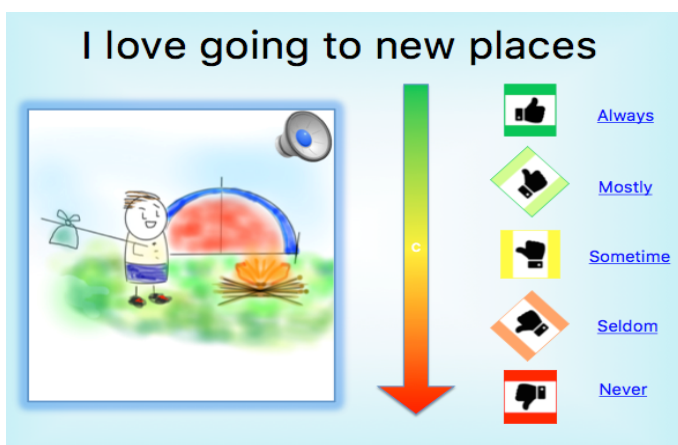 I love going to new places
Always
Mostly
c
Sometime
Seldom
Never